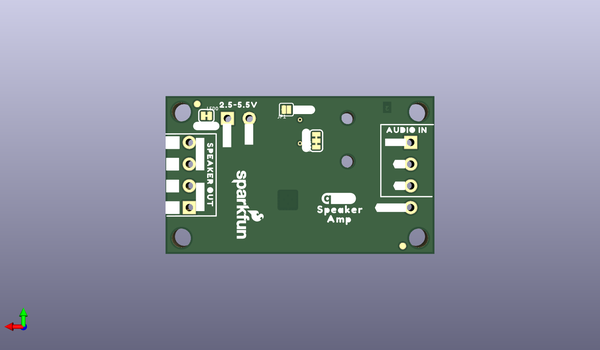 2.5-5.5V
AUDIO IN
SPEAKER OUT
sparkfun
Speaker
Amp